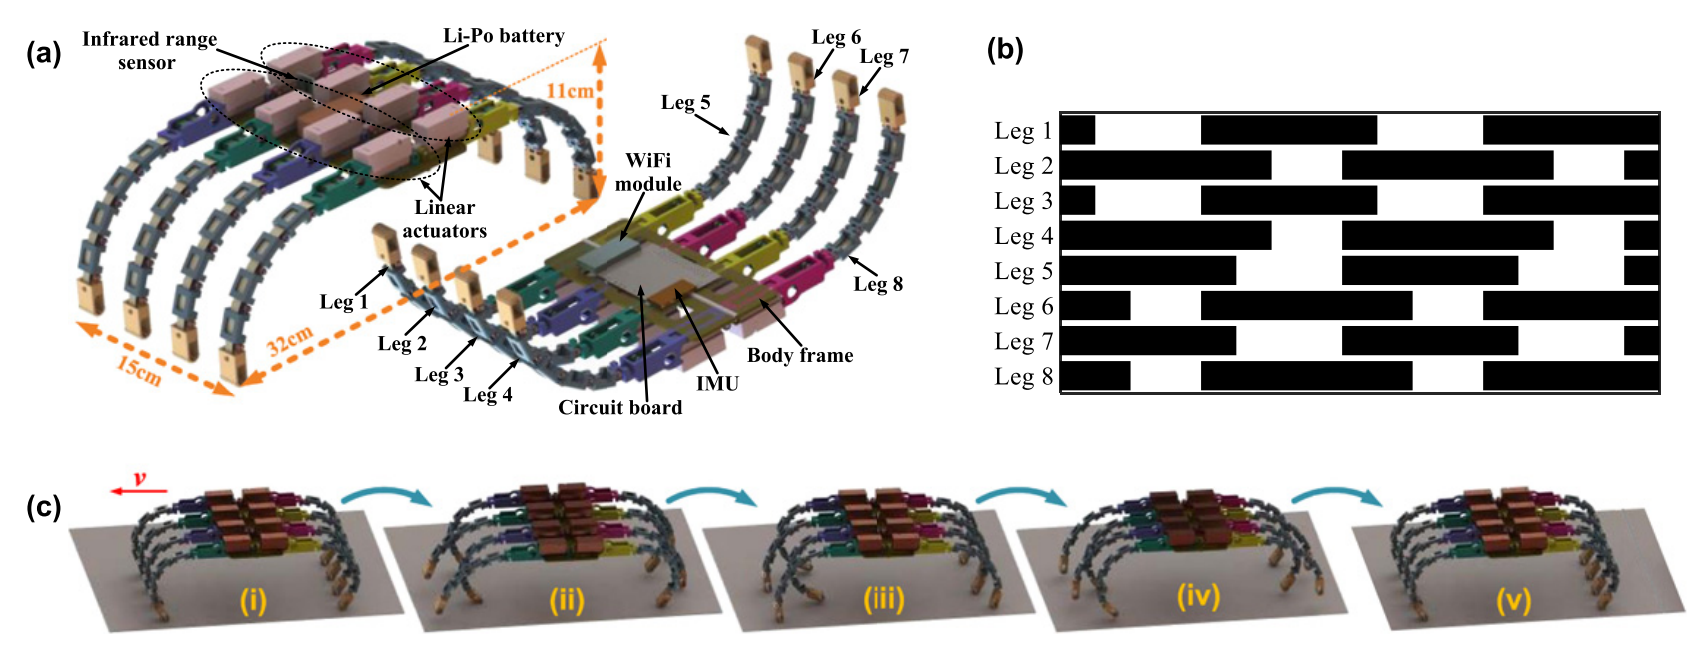 (a)
Infrared range
sensor
Li-Po battery
11cm
Linear
actuators
32cm
15cm
Leg 1
Leg 2
Leg 3
Leg 4
Leg 5
Leg 6
Leg 7
Leg 8
WiFi
module
Body frame
IMU
Circuit board
(b)
Leg 1
Leg 2
Leg 3
Leg 4
Leg 5
Leg 6
Leg 7
Leg 8
(c)
v
(i)
(ii)
(iii)
(iv)
(v)